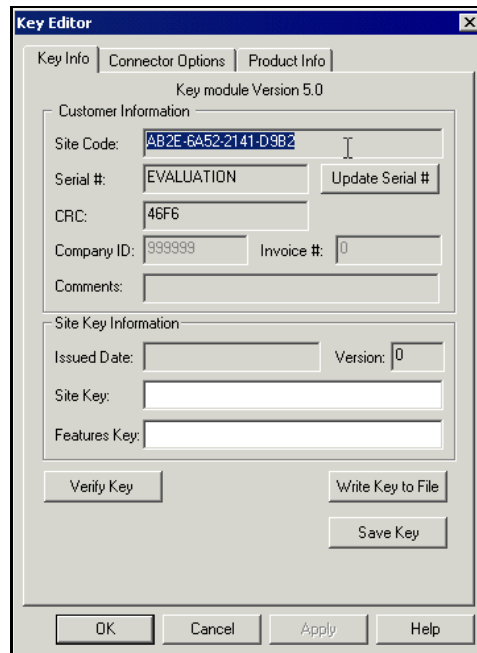 Key Editor
Key Info Connector Options Product Info
Key module Version 5.0
Customer Information
Site Code: AB2E-6A52-2141-D9B2
Serial #: EVALUATION Update Serial #
CRC: 46F6
Company ID: 999999 Invoice #: 0
Comments:
Site Key Information
Issued Date: Version: 0
Site Key:
Features Key:
Verify Key Write Key to File
Save Key
OK Cancel Apply Help